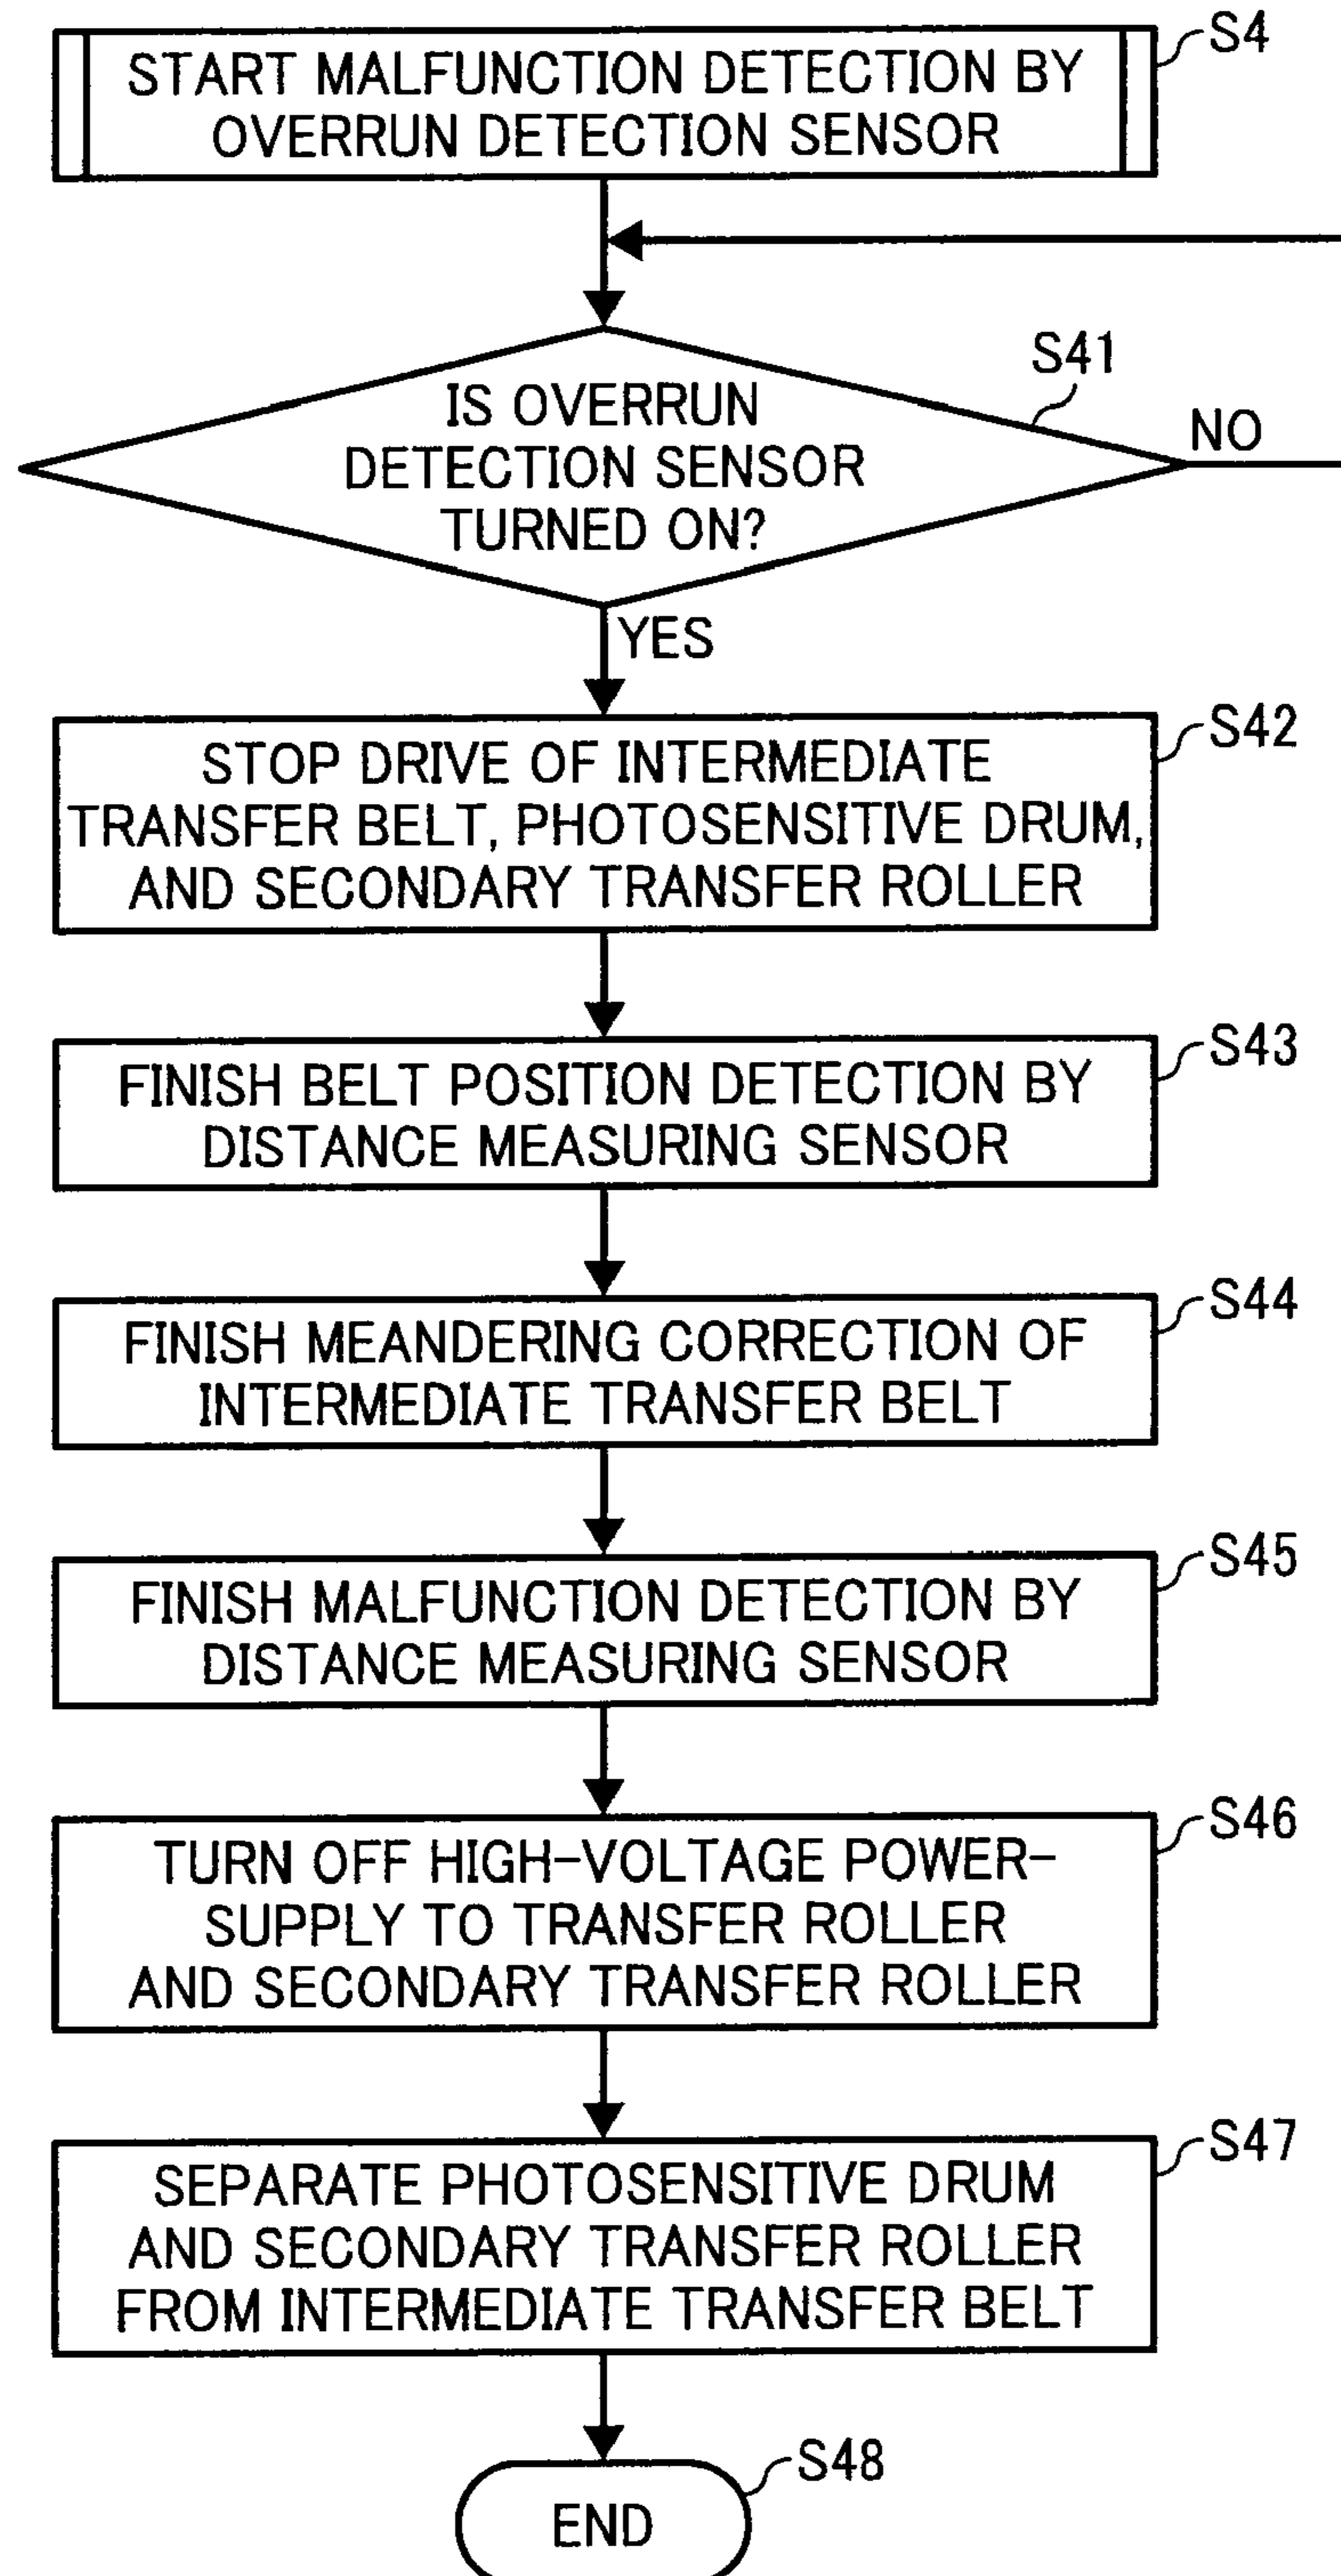 S4
START MALFUNCTION DETECTION BY
OVERRUN DETECTION SENSOR
S41
IS OVERRUN
DETECTION SENSOR
TURNED ON?
NO
YES
S42
STOP DRIVE OF INTERMEDIATE
TRANSFER BELT, PHOTOSENSITIVE DRUM,
AND SECONDARY TRANSFER ROLLER
S43
FINISH BELT POSITION DETECTION BY
DISTANCE MEASURING SENSOR
S44
FINISH MEANDERING CORRECTION OF
INTERMEDIATE TRANSFER BELT
S45
FINISH MALFUNCTION DETECTION BY
DISTANCE MEASURING SENSOR
S46
TURN OFF HIGH-VOLTAGE POWER-
SUPPLY TO TRANSFER ROLLER
AND SECONDARY TRANSFER ROLLER
S47
SEPARATE PHOTOSENSITIVE DRUM
AND SECONDARY TRANSFER ROLLER
FROM INTERMEDIATE TRANSFER BELT
S48
END